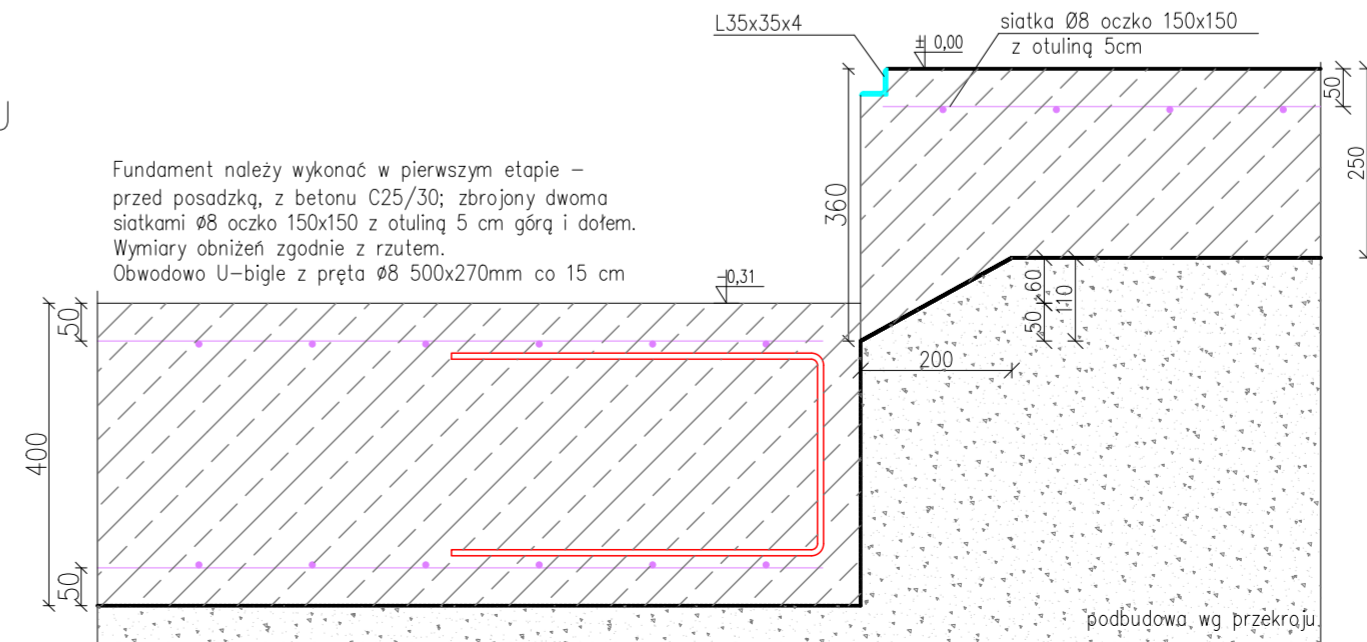 L35x35x4
siatka Ø8 oczko 150x150
z otuliną 5cm
± 0,00
50
250
360
Fundament należy wykonać w pierwszym etapie –
przed posadzką, z betonu C25/30; zbrojony dwoma
siatkami Ø8 oczko 150x150 z otuliną 5 cm górą i dołem.
Wymiary obniżeń zgodnie z rzutem.
Obwodowo U-bigle z pręta Ø8 500x270mm co 15 cm
-0,31
60
50
110
200
50
400
50
podbudowa wg przekroju